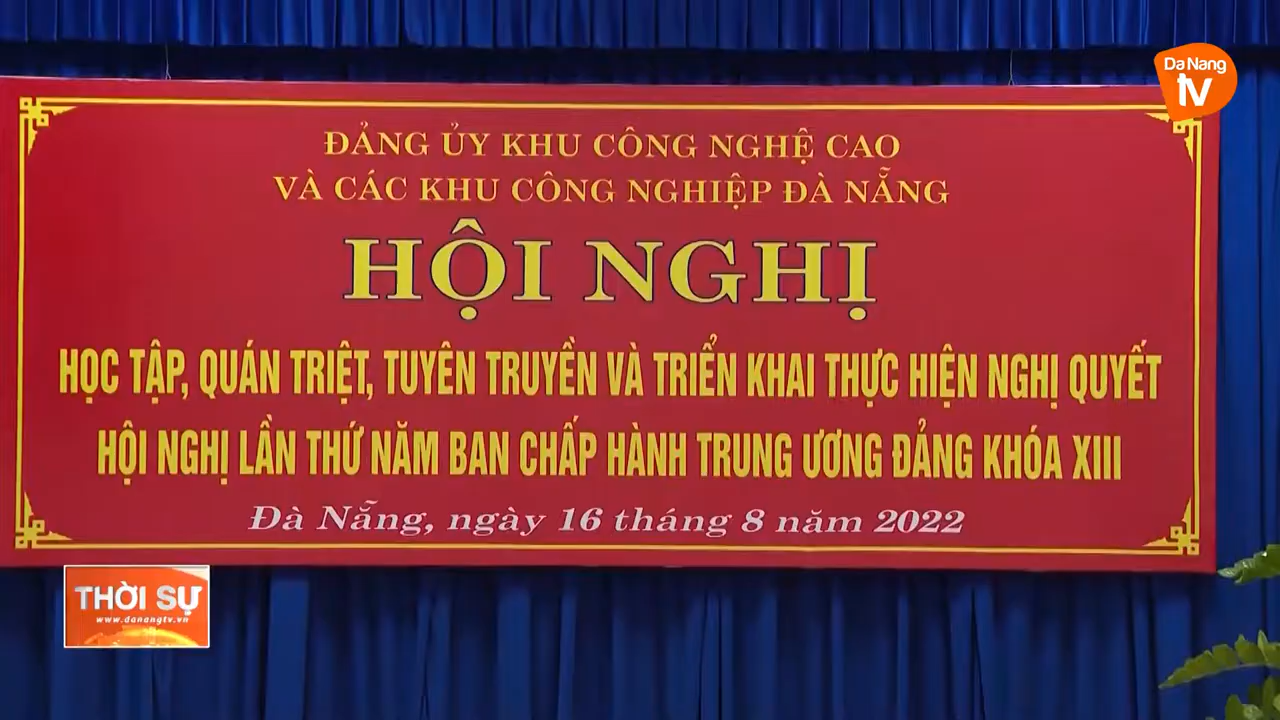 Da Nang
tv
ĐẢNG ỦY KHU CÔNG NGHỆ CAO
VÀ CÁC KHU CÔNG NGHIỆP ĐÀ NẴNG
HỘI NGHỊ
HỌC TẬP, QUÁN TRIỆT, TUYÊN TRUYỀN VÀ TRIỂN KHAI THỰC HIỆN NGHỊ QUYẾT
HỘI NGHỊ LẦN THỨ NĂM BAN CHẤP HÀNH TRUNG ƯƠNG ĐẢNG KHÓA XIII
Đà Nẵng, ngày 16 tháng 8 năm 2022
THỜI SỰ
www.danangtv.vn